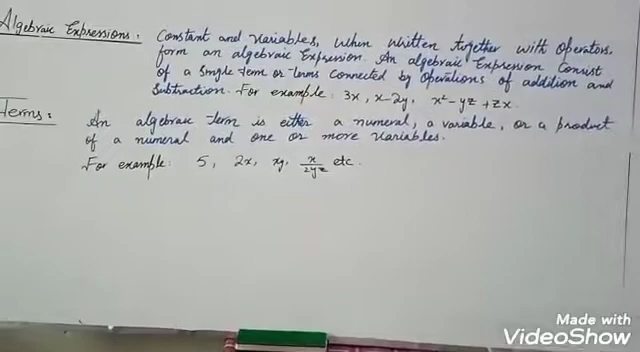 Algebraic Expressions: Constant and Variables, when written together with Operators,
form an algebraic Expression. An algebraic Expression Consist
of a Single term or terms connected by Operations of addition and
Subtraction. For example: 3x, x-2y, x²-yz+zx.
Terms: An algebraic term is either a numeral, a variable, or a product
of a numeral and one or more variables.
For example: 5, 2x, xy, x/2yz etc.
Made with
VideoShow